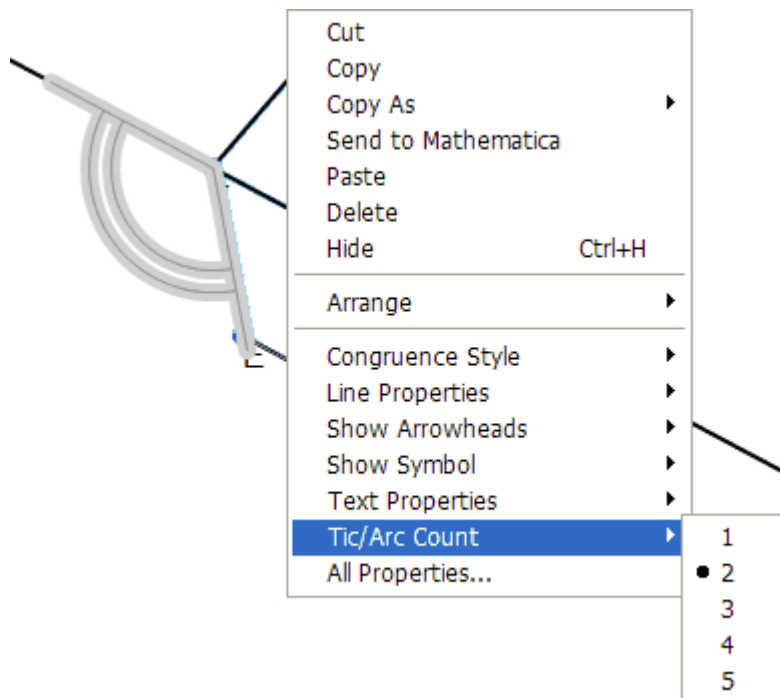 Cut
Copy
Copy As
Send to Mathematica
Paste
Delete
Hide Ctrl+H
Arrange
E
Congruence Style
Line Properties
Show Arrowheads
Show Symbol
Text Properties
Tic/Arc Count
All Properties...
1
2
3
4
5